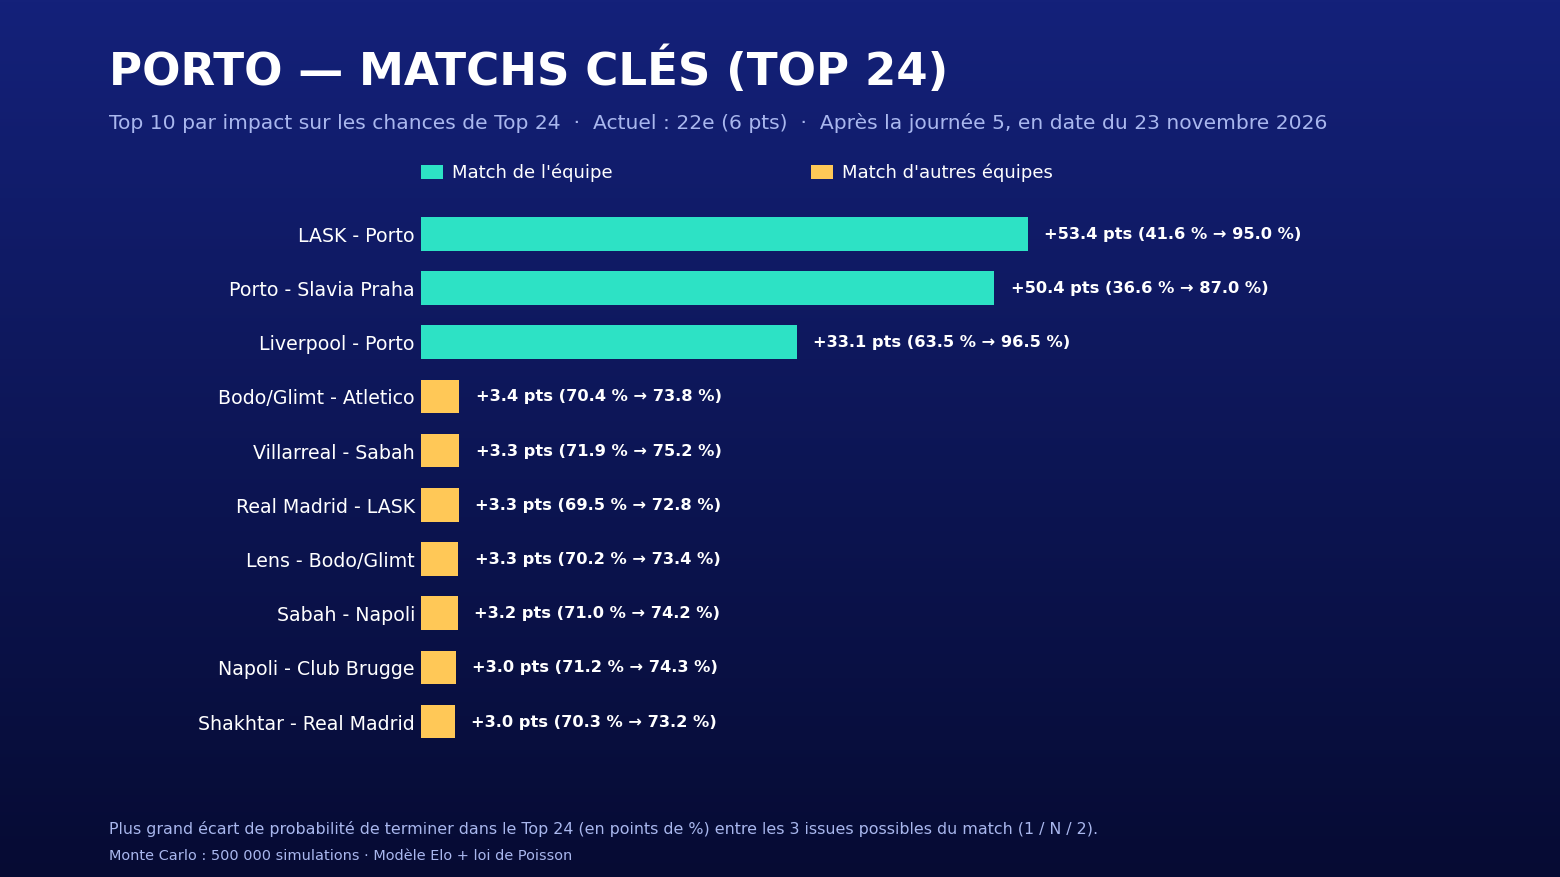 PORTO — MATCHS CLÉS (TOP 24)
Top 10 par impact sur les chances de Top 24 · Actuel : 22e (6 pts) · Après la journée 5, en date du 23 novembre 2026
Match de l'équipe Match d'autres équipes
LASK - Porto +53.4 pts (41.6 % → 95.0 %)
Porto - Slavia Praha +50.4 pts (36.6 % → 87.0 %)
Liverpool - Porto +33.1 pts (63.5 % → 96.5 %)
Bodo/Glimt - Atletico +3.4 pts (70.4 % → 73.8 %)
Villarreal - Sabah +3.3 pts (71.9 % → 75.2 %)
Real Madrid - LASK +3.3 pts (69.5 % → 72.8 %)
Lens - Bodo/Glimt +3.3 pts (70.2 % → 73.4 %)
Sabah - Napoli +3.2 pts (71.0 % → 74.2 %)
Napoli - Club Brugge +3.0 pts (71.2 % → 74.3 %)
Shakhtar - Real Madrid +3.0 pts (70.3 % → 73.2 %)
Plus grand écart de probabilité de terminer dans le Top 24 (en points de %) entre les 3 issues possibles du match (1 / N / 2).
Monte Carlo : 500 000 simulations · Modèle Elo + loi de Poisson